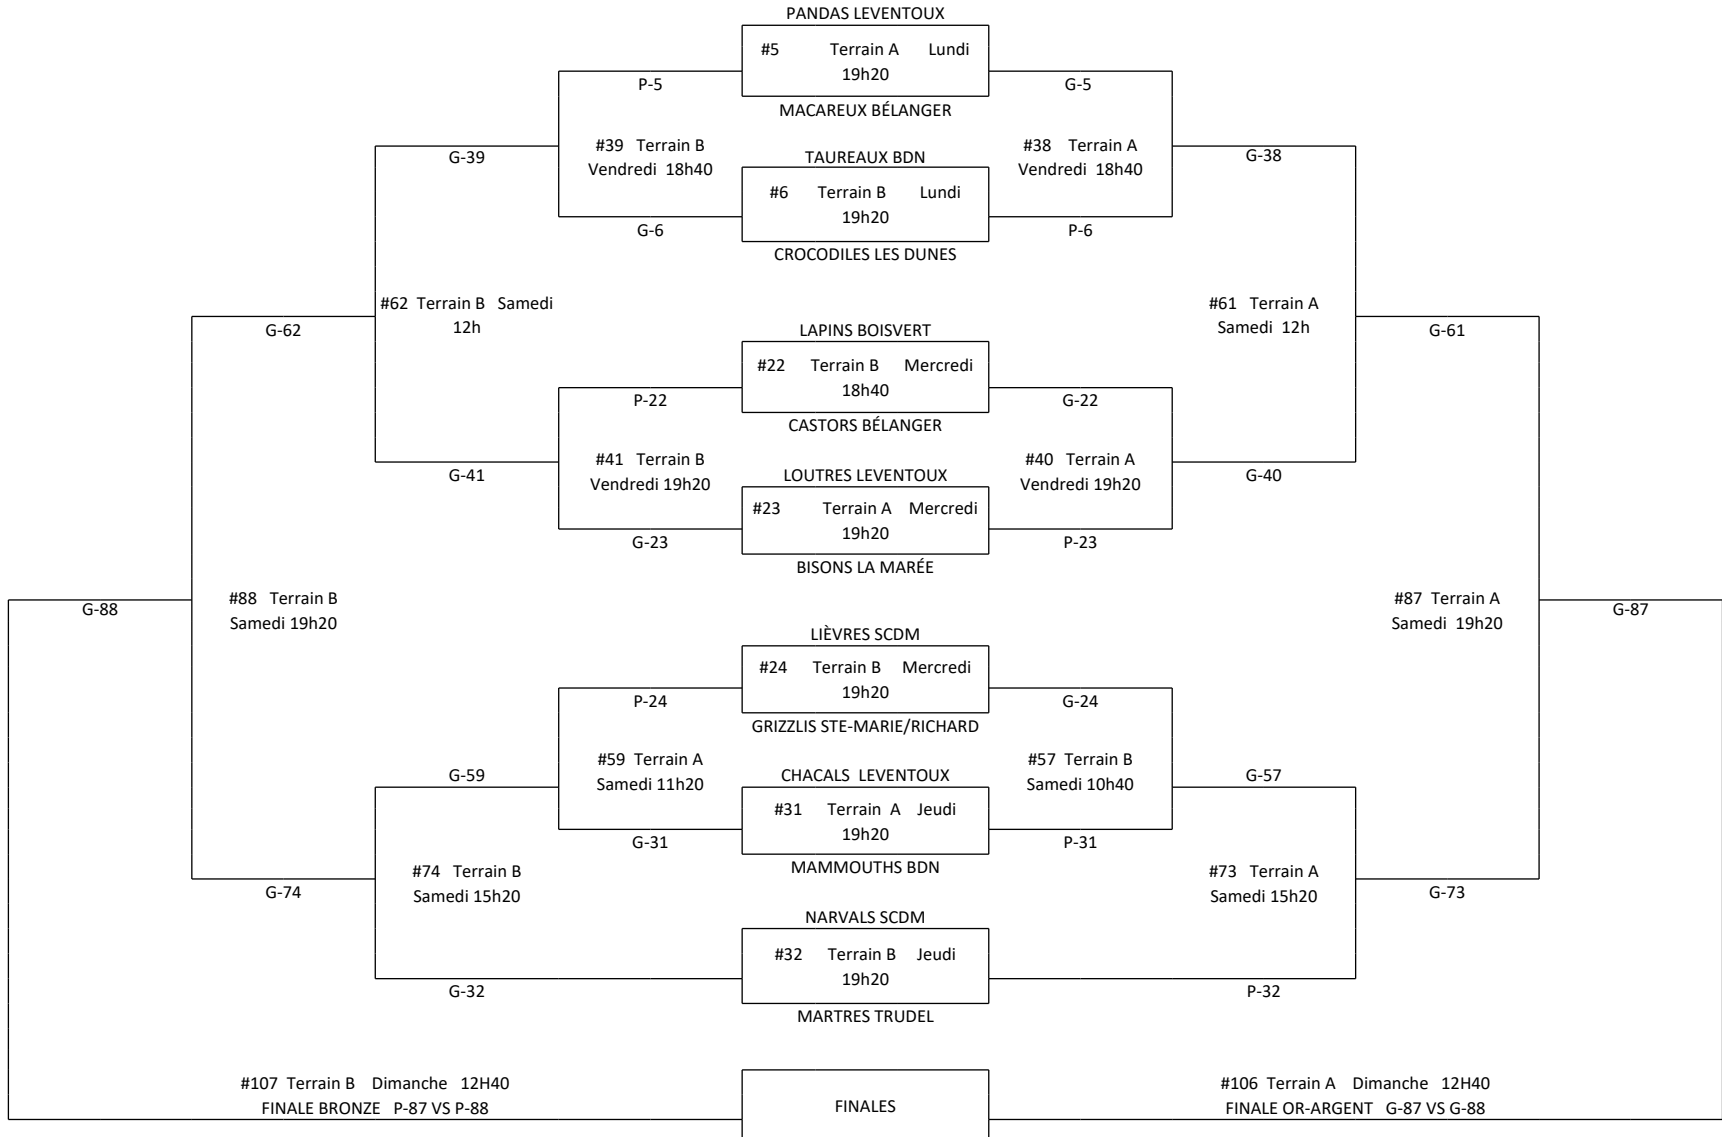 PANDAS LEVENTOUX
#5 Terrain A Lundi
19h20
P-5
G-5
MACAREUX BÉLANGER
#39 Terrain B
Vendredi 18h40
#38 Terrain A
Vendredi 18h40
G-39
TAUREAUX BDN
G-38
#6 Terrain B Lundi
19h20
G-6
P-6
CROCODILES LES DUNES
#62 Terrain B Samedi
12h
#61 Terrain A
Samedi 12h
G-62
LAPINS BOISVERT
G-61
#22 Terrain B Mercredi
18h40
P-22
G-22
CASTORS BÉLANGER
#41 Terrain B
Vendredi 19h20
#40 Terrain A
Vendredi 19h20
G-41
LOUTRES LEVENTOUX
G-40
#23 Terrain A Mercredi
19h20
G-23
P-23
BISONS LA MARÉE
G-88
#88 Terrain B
Samedi 19h20
#87 Terrain A
Samedi 19h20
G-87
LIÈVRES SCDM
#24 Terrain B Mercredi
19h20
P-24
G-24
GRIZZLIS STE-MARIE/RICHARD
#59 Terrain A
Samedi 11h20
#57 Terrain B
Samedi 10h40
G-59
CHACALS LEVENTOUX
G-57
#31 Terrain A Jeudi
19h20
G-31
P-31
MAMMOUTHS BDN
#74 Terrain B
Samedi 15h20
#73 Terrain A
Samedi 15h20
G-74
G-73
NARVALS SCDM
#32 Terrain B Jeudi
19h20
G-32
P-32
MARTRES TRUDEL
#107 Terrain B Dimanche 12H40
FINALE BRONZE P-87 VS P-88
FINALES
#106 Terrain A Dimanche 12H40
FINALE OR-ARGENT G-87 VS G-88